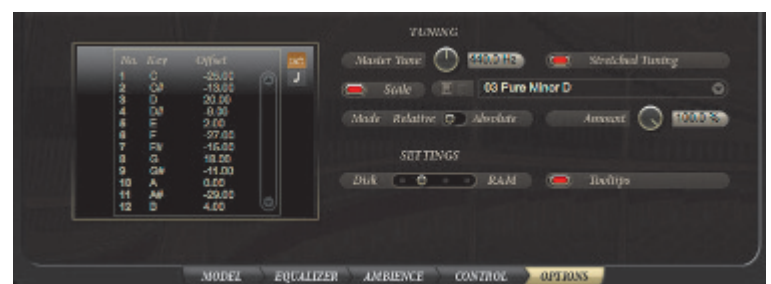 TUNING
No. Key Offset
Master Tune 440.0 Hz Stretched Tuning
1 C -25.00
2 C# -13.00
3 D 20.00
4 D# -9.00
5 E 2.00
6 F -27.00
7 F# -16.00
8 G 18.00
9 G# -11.00
10 A 0.00
11 A# -29.00
12 B 4.00
Scale 03 Pure Minor D
Mode Relative Absolute Amount 100.0 %
SETTINGS
Disk RAM Tooltips
MODEL EQUALIZER AMBIENCE CONTROL OPTIONS